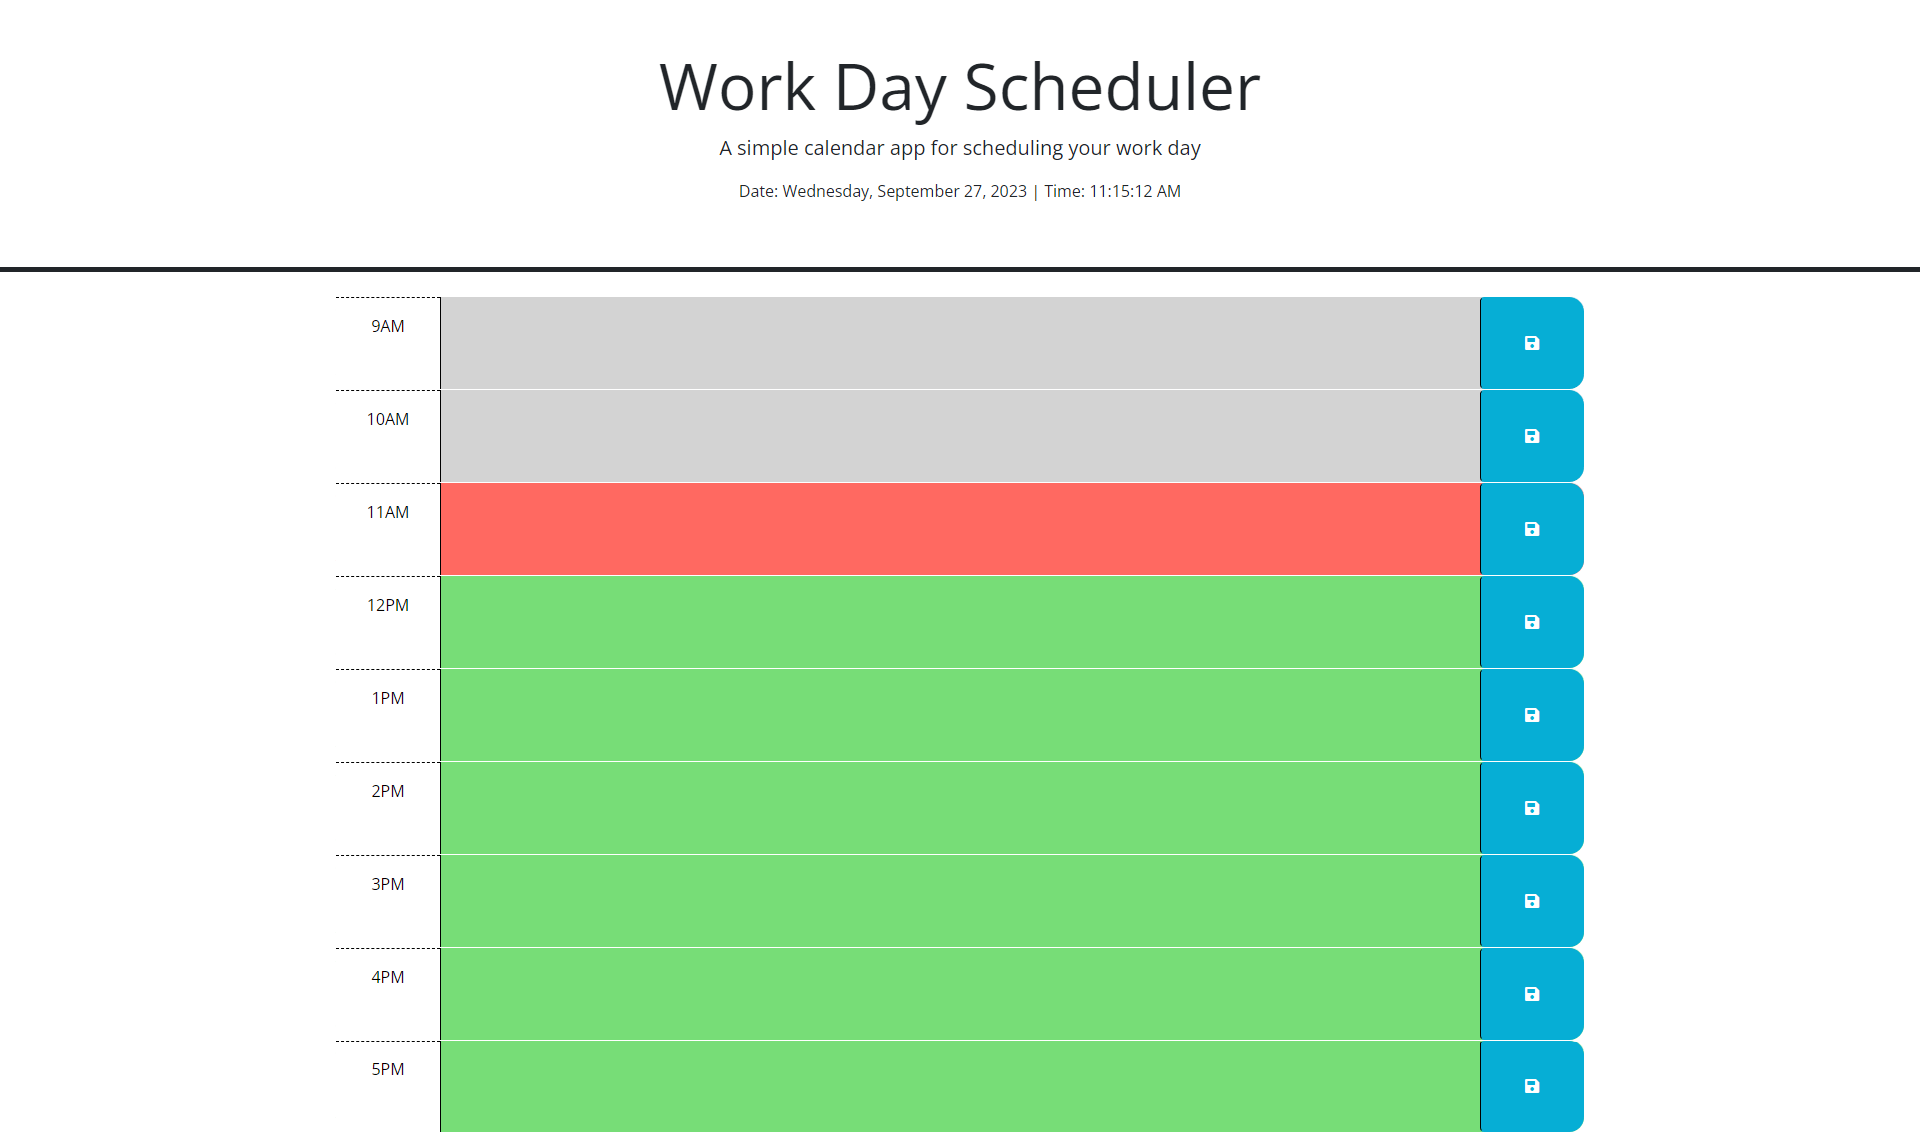 Work Day Scheduler
A simple calendar app for scheduling your work day
Date: Wednesday, September 27, 2023 | Time: 11:15:12 AM
9AM
10AM
11AM
12PM
1PM
2PM
3PM
4PM
5PM